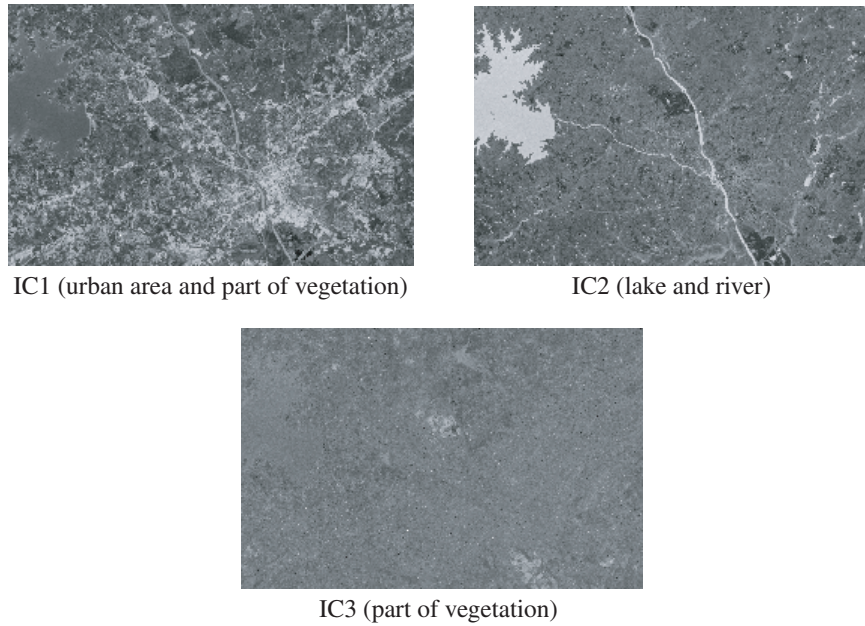 IC1 (urban area and part of vegetation)
IC2 (lake and river)
IC3 (part of vegetation)